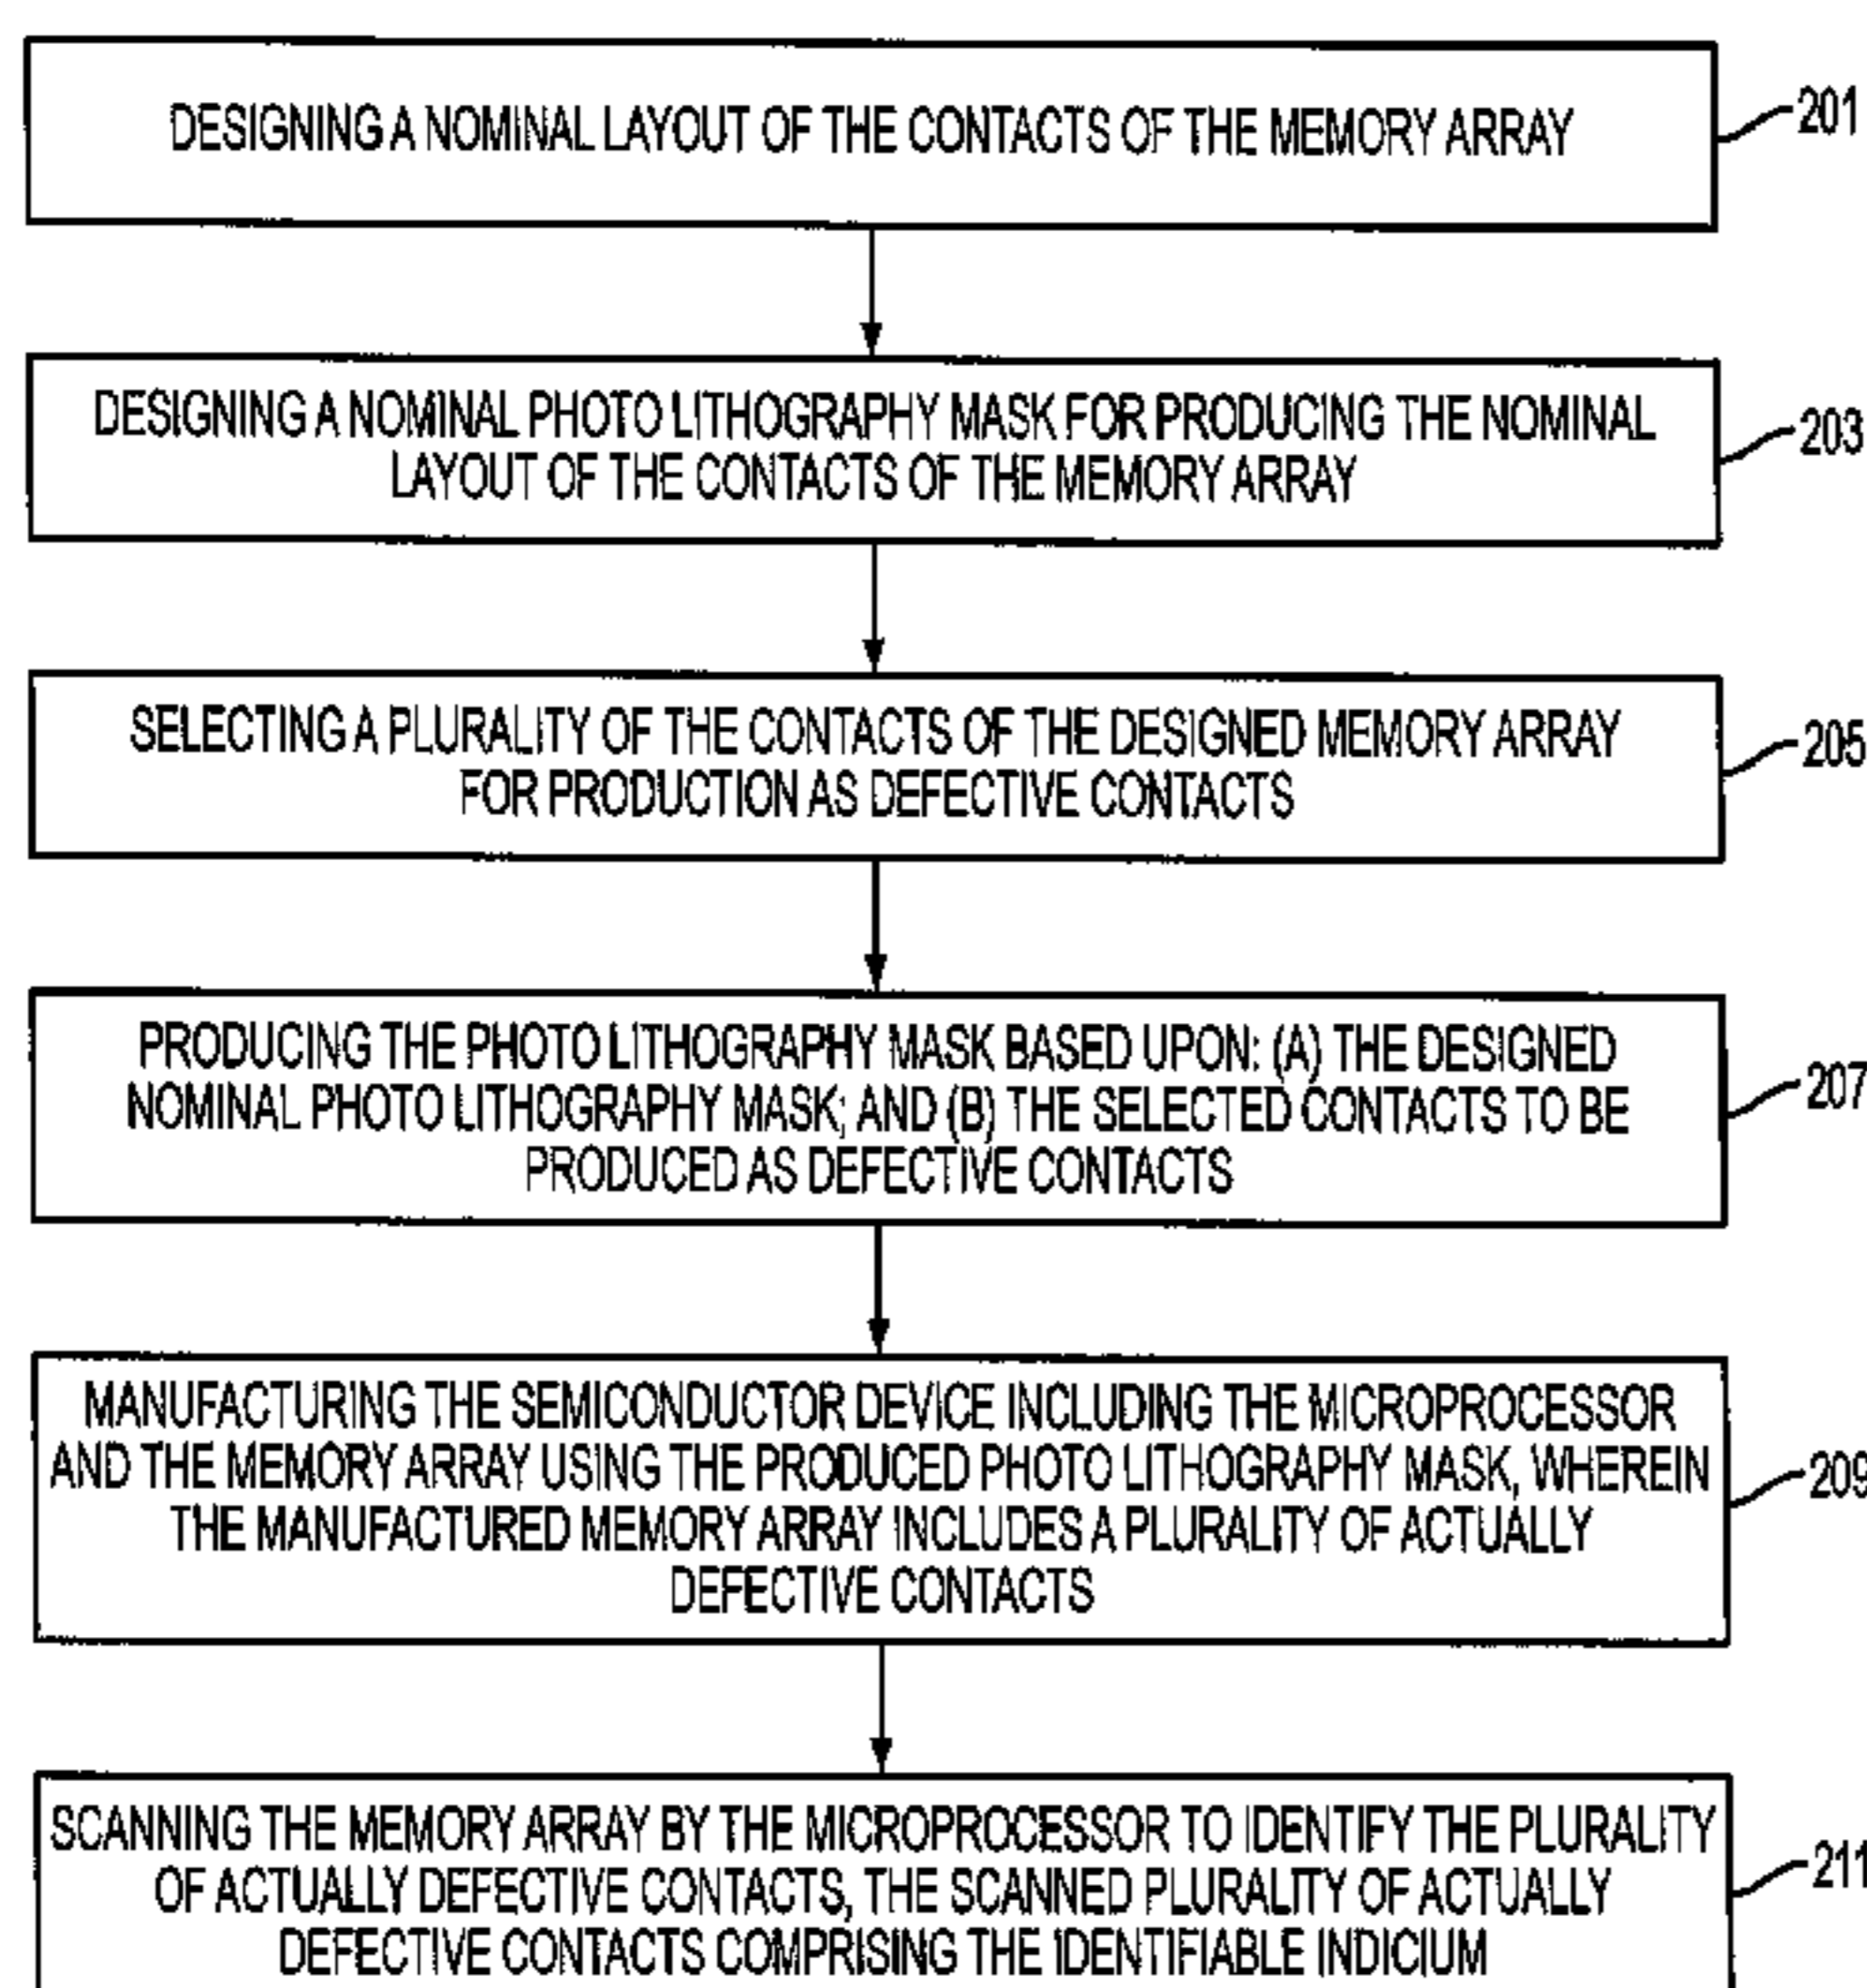 DESIGNING A NOMINAL LAYOUT OF THE CONTACTS OF THE MEMORY ARRAY
201
DESIGNING A NOMINAL PHOTO LITHOGRAPHY MASK FOR PRODUCING THE NOMINAL
LAYOUT OF THE CONTACTS OF THE MEMORY ARRAY
203
SELECTING A PLURALITY OF THE CONTACTS OF THE DESIGNED MEMORY ARRAY
FOR PRODUCTION AS DEFECTIVE CONTACTS
205
PRODUCING THE PHOTO LITHOGRAPHY MASK BASED UPON: (A) THE DESIGNED
NOMINAL PHOTO LITHOGRAPHY MASK; AND (B) THE SELECTED CONTACTS TO BE
PRODUCED AS DEFECTIVE CONTACTS
207
MANUFACTURING THE SEMICONDUCTOR DEVICE INCLUDING THE MICROPROCESSOR
AND THE MEMORY ARRAY USING THE PRODUCED PHOTO LITHOGRAPHY MASK, WHEREIN
THE MANUFACTURED MEMORY ARRAY INCLUDES A PLURALITY OF ACTUALLY
DEFECTIVE CONTACTS
209
SCANNING THE MEMORY ARRAY BY THE MICROPROCESSOR TO IDENTIFY THE PLURALITY
OF ACTUALLY DEFECTIVE CONTACTS, THE SCANNED PLURALITY OF ACTUALLY
DEFECTIVE CONTACTS COMPRISING THE IDENTIFIABLE INDICIUM
211